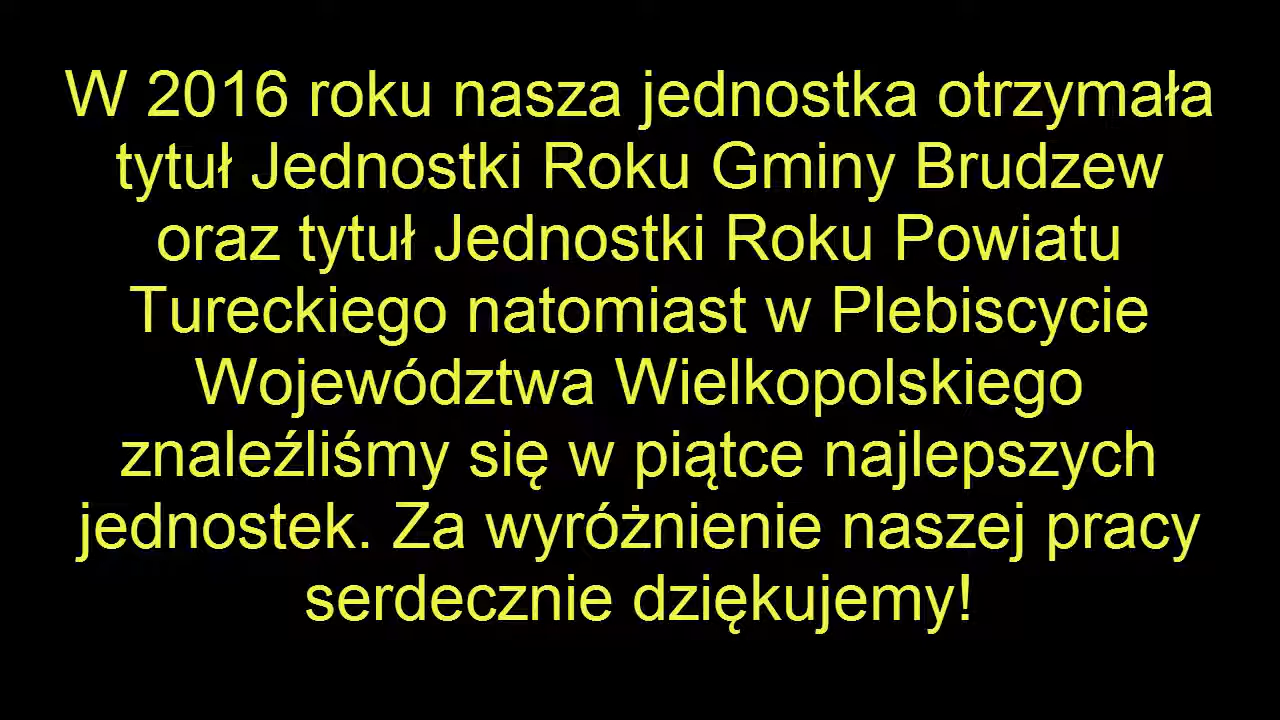 W 2016 roku nasza jednostka otrzymała
tytuł Jednostki Roku Gminy Brudzew
oraz tytuł Jednostki Roku Powiatu
Tureckiego natomiast w Plebiscycie
Województwa Wielkopolskiego
znaleźliśmy się w piątce najlepszych
jednostek. Za wyróżnienie naszej pracy
serdecznie dziękujemy!